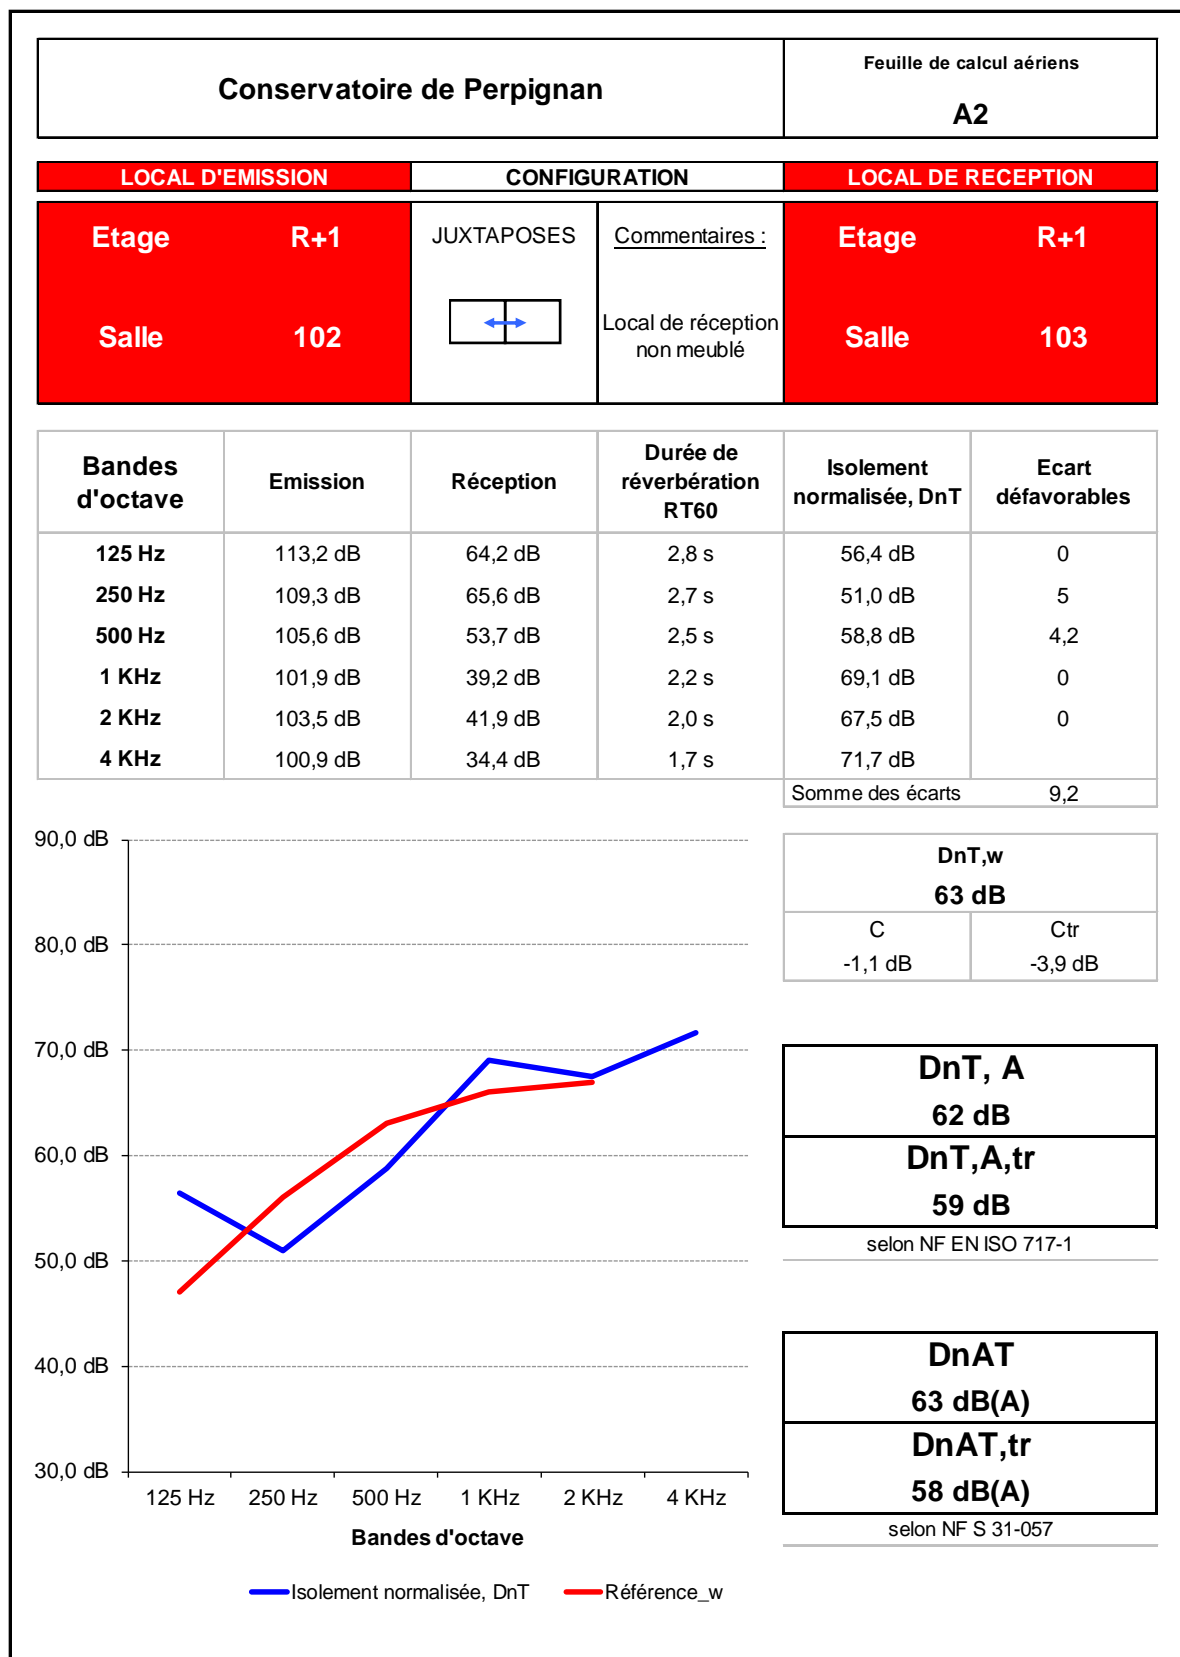 Conservatoire de Perpignan
Feuille de calcul aériens
A2
LOCAL D'EMISSION
CONFIGURATION
LOCAL DE RECEPTION
Etage R+1
JUXTAPOSES
Commentaires :
Etage R+1
Salle 102
Local de réception
non meublé
Salle 103
Bandes
d'octave
Emission
Réception
Durée de
réverbération
RT60
Isolement
normalisée, DnT
Ecart
défavorables
125 Hz 113,2 dB 64,2 dB 2,8 s 56,4 dB 0
250 Hz 109,3 dB 65,6 dB 2,7 s 51,0 dB 5
500 Hz 105,6 dB 53,7 dB 2,5 s 58,8 dB 4,2
1 KHz 101,9 dB 39,2 dB 2,2 s 69,1 dB 0
2 KHz 103,5 dB 41,9 dB 2,0 s 67,5 dB 0
4 KHz 100,9 dB 34,4 dB 1,7 s 71,7 dB
Somme des écarts 9,2
90,0 dB
80,0 dB
70,0 dB
60,0 dB
50,0 dB
40,0 dB
30,0 dB
125 Hz 250 Hz 500 Hz 1 KHz 2 KHz 4 KHz
Bandes d'octave
Isolement normalisée, DnT Référence_w
DnT,w
63 dB
C Ctr
-1,1 dB -3,9 dB
DnT, A
62 dB
DnT,A,tr
59 dB
selon NF EN ISO 717-1
DnAT
63 dB(A)
DnAT,tr
58 dB(A)
selon NF S 31-057